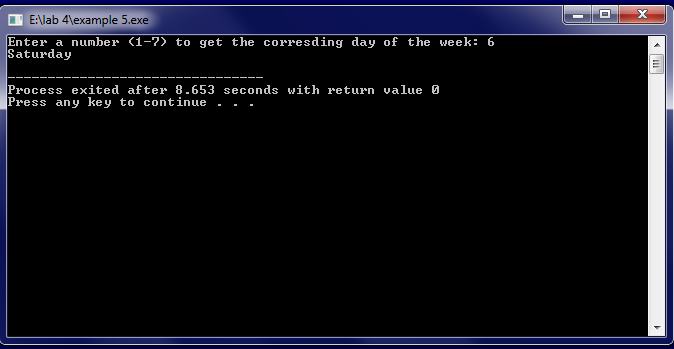 E:\lab 4\example 5.exe
Enter a number (1-7) to get the corresding day of the week: 6
Saturday
--------------------------------
Process exited after 8.653 seconds with return value 0
Press any key to continue . . .